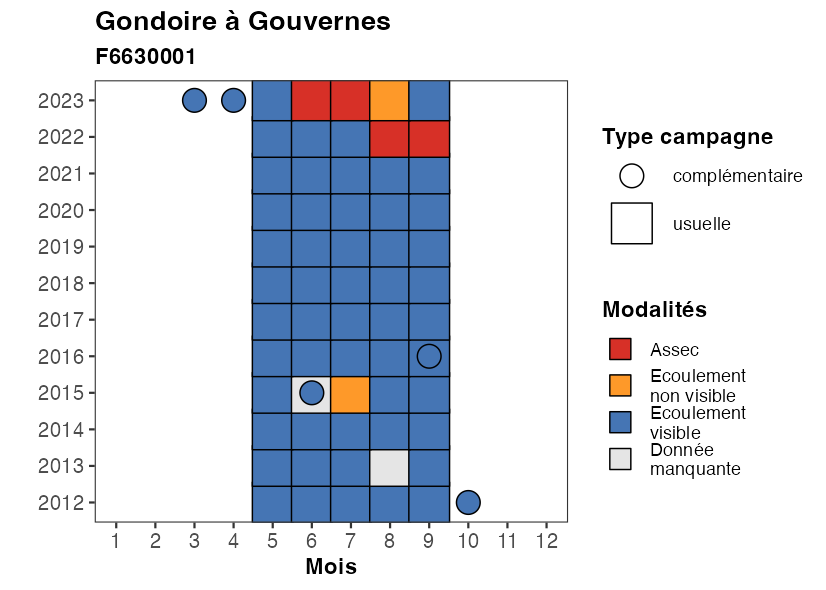 Gondoire à Gouvernes
F6630001
2023
2022
2021
2020
2019
2018
2017
2016
2015
2014
2013
2012
1 2 3 4 5 6 7 8 9 10 11 12
Mois
Type campagne
complémentaire
usuelle
Modalités
Assec
Ecoulement
non visible
Ecoulement
visible
Donnée
manquante